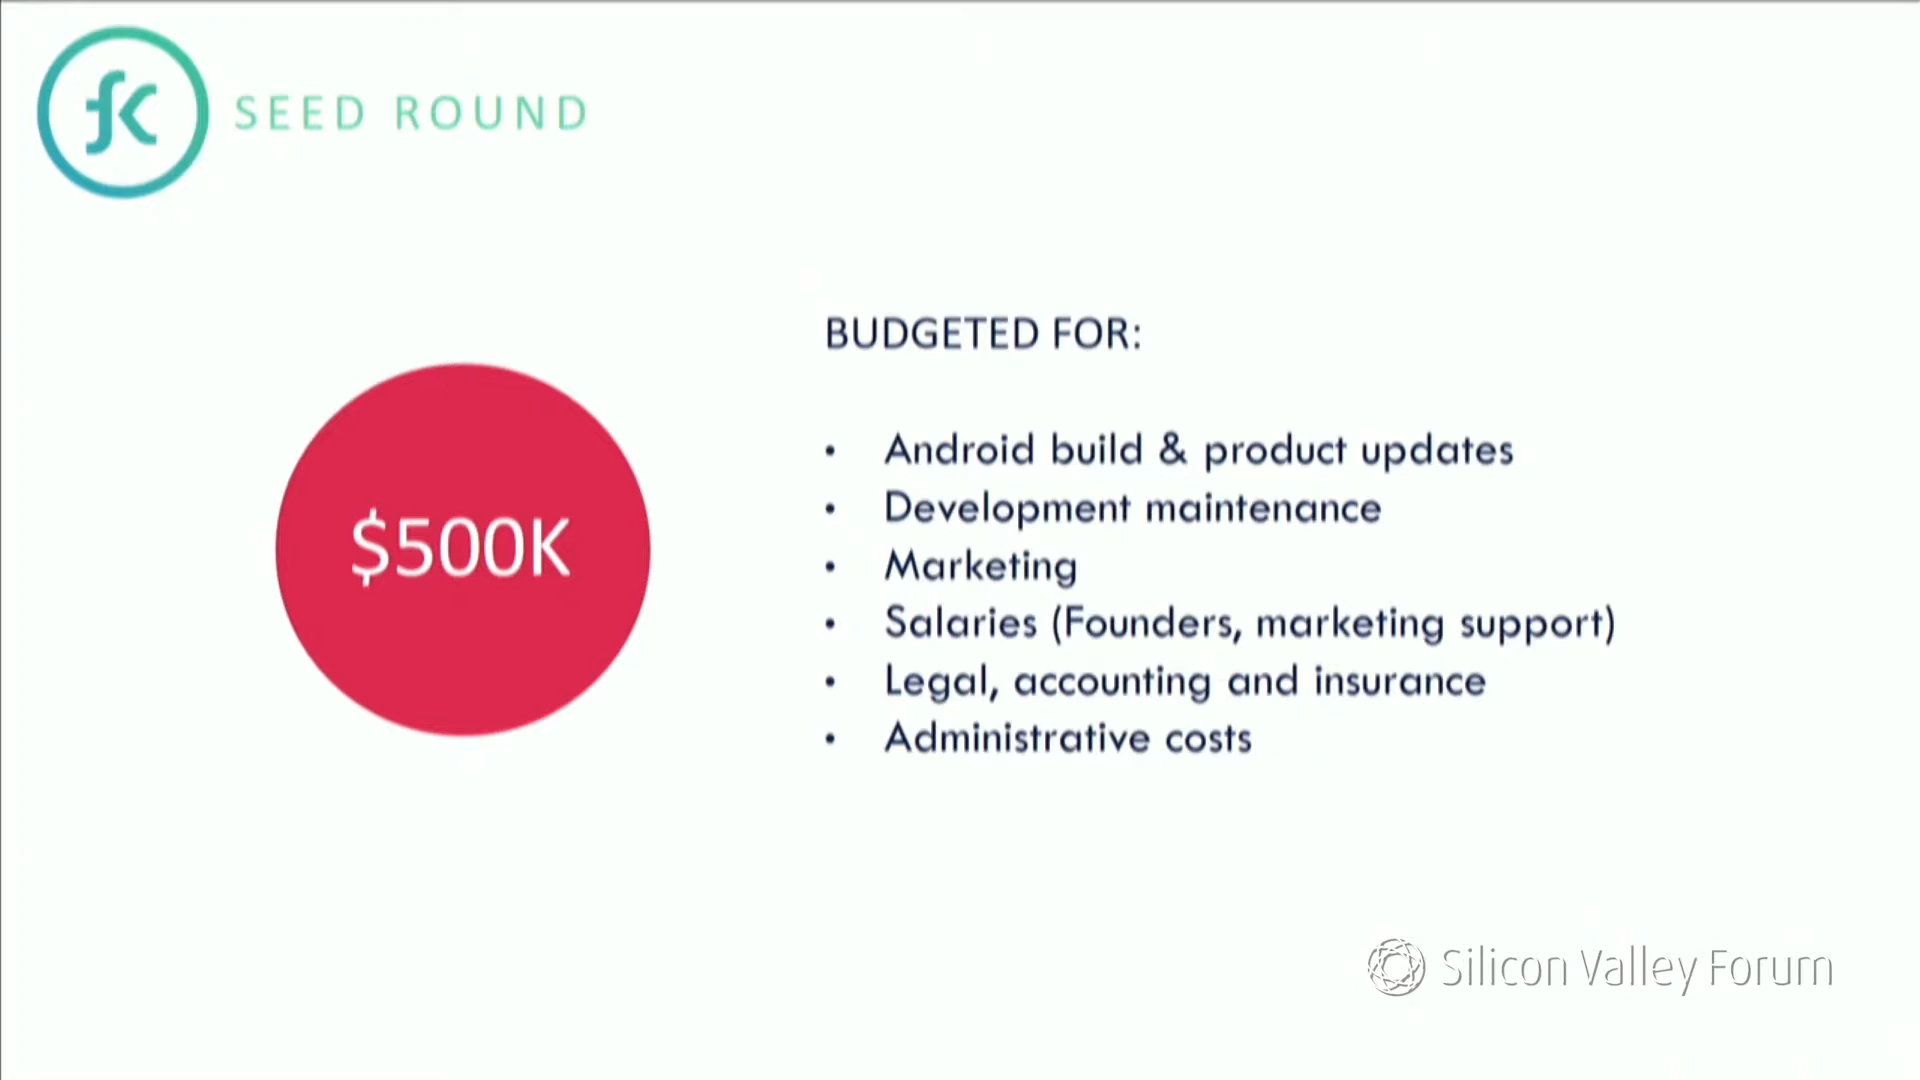 fk
SEED ROUND
$500K
BUDGETED FOR:
• Android build & product updates
• Development maintenance
• Marketing
• Salaries (Founders, marketing support)
• Legal, accounting and insurance
• Administrative costs
Silicon Valley Forum